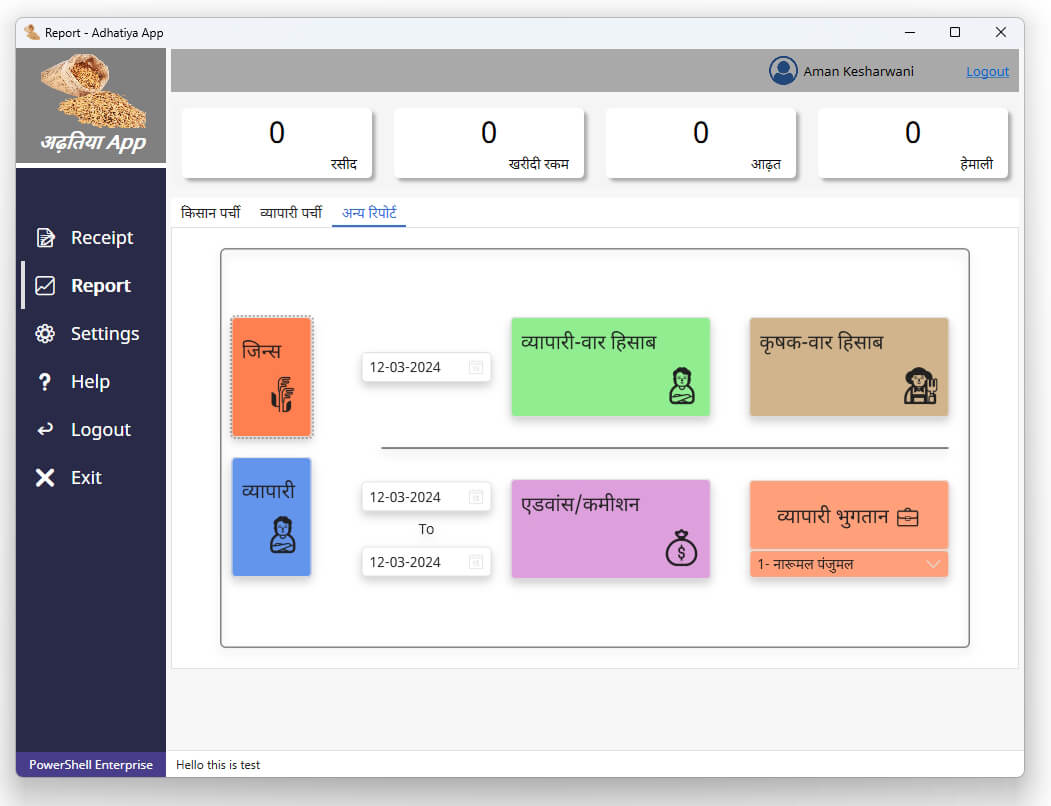 Report - Adhatiya App
अढ़तिया App
Aman Kesharwani
Logout
0
रसीद
0
खरीदी रकम
0
आढ़त
0
हेमाली
किसान पर्ची
व्यापारी पर्ची
अन्य रिपोर्ट
Receipt
Report
Settings
Help
Logout
Exit
जिन्स
12-03-2024
व्यापारी-वार हिसाब
कृषक-वार हिसाब
व्यापारी
12-03-2024
To
12-03-2024
एडवांस/कमीशन
व्यापारी भुगतान
1- नारूमल पंजुमल
PowerShell Enterprise
Hello this is test